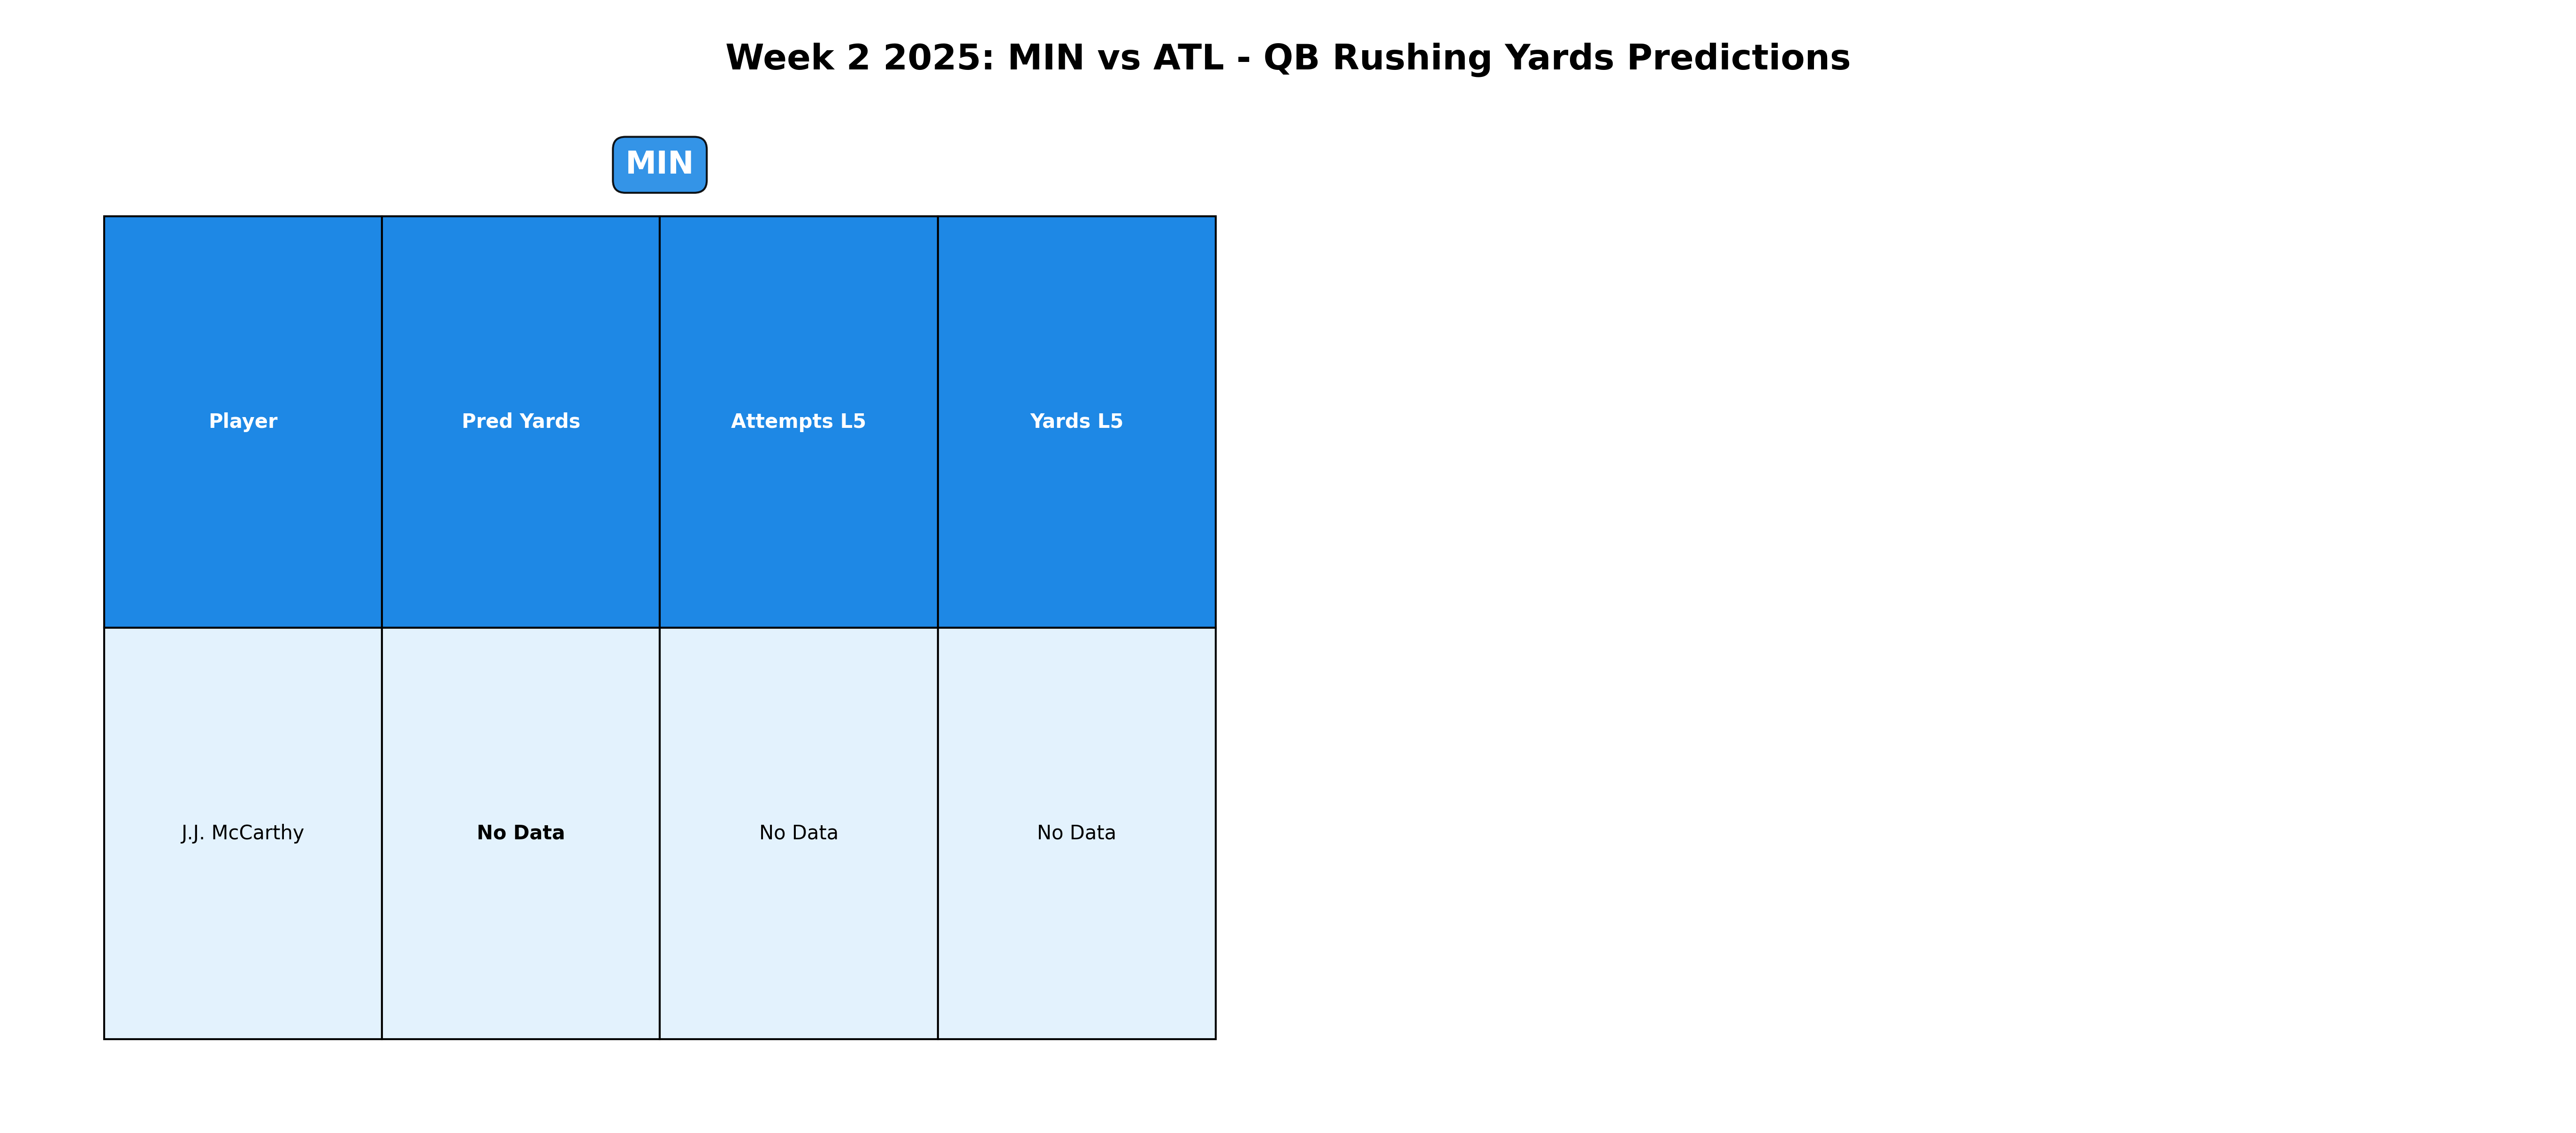 Week 2 2025: MIN vs ATL - QB Rushing Yards Predictions
MIN
Player Pred Yards Attempts L5 Yards L5
J.J. McCarthy No Data No Data No Data